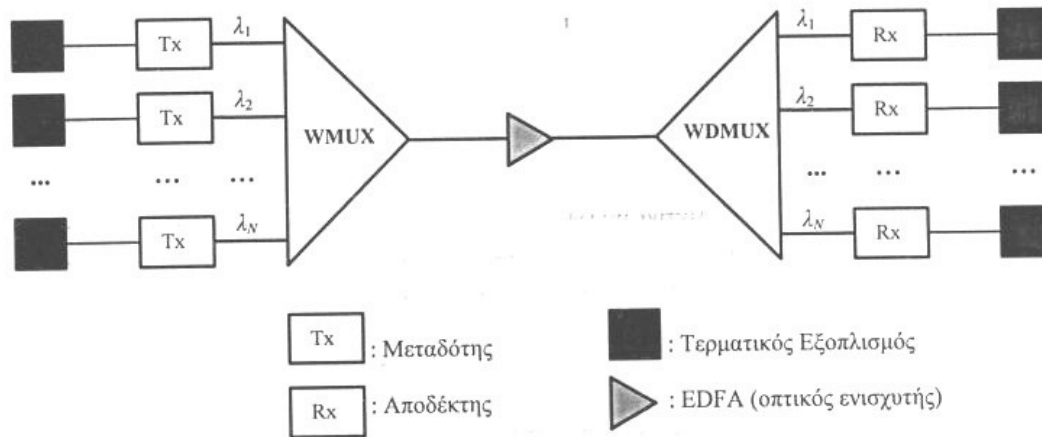 Tx λ1 λ1 Rx
Tx λ2 λ2 Rx
WMUX WDMUX
... ... ... ... ... ...
Tx λN λN Rx
Tx : Μεταδότης
: Τερματικός Εξοπλισμός
Rx : Αποδέκτης
: EDFA (οπτικός ενισχυτής)